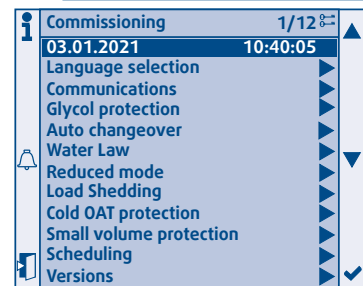 Commissioning 1/12
03.01.2021 10:40:05
Language selection
Communications
Glycol protection
Auto changeover
Water Law
Reduced mode
Load Shedding
Cold OAT protection
Small volume protection
Scheduling
Versions